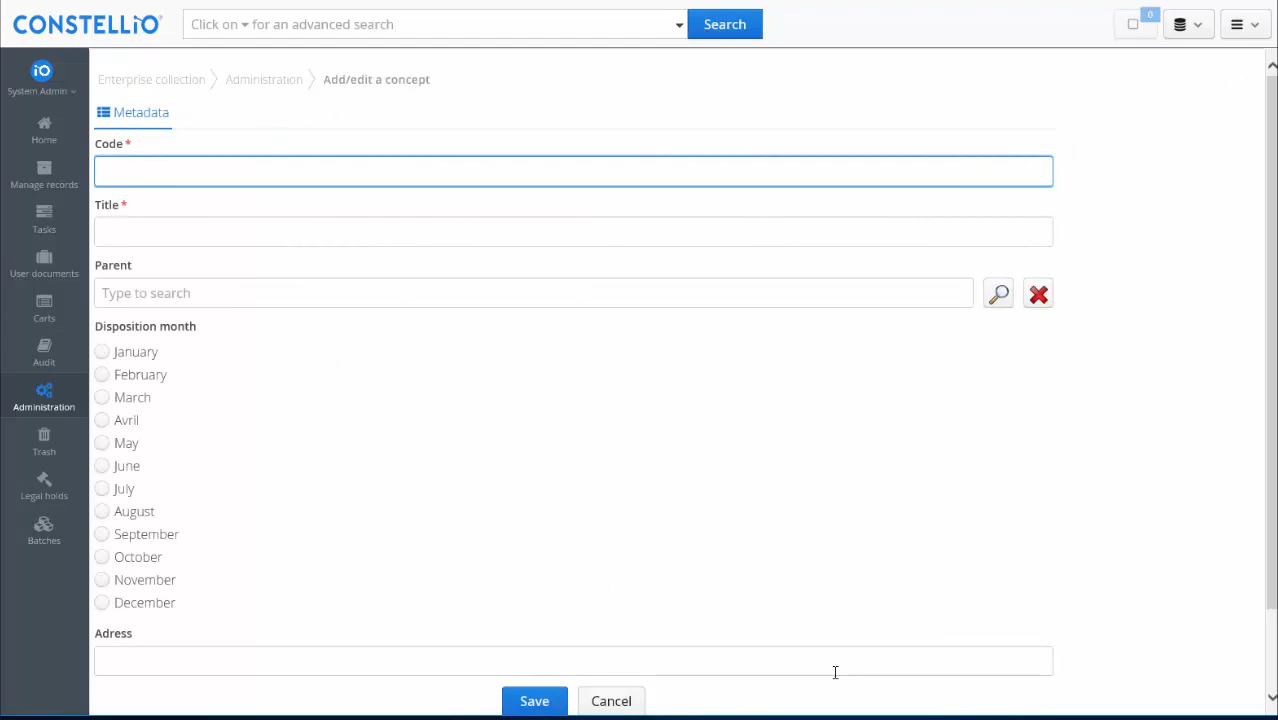 CONSTELLiO
Click on ▾ for an advanced search
Search
0
System Admin
Home
Manage records
Tasks
User documents
Carts
Audit
Administration
Trash
Legal holds
Batches
Enterprise collection
Administration
Add/edit a concept
Metadata
Code *
Title *
Parent
Type to search
Disposition month
January
February
March
Avril
May
June
July
August
September
October
November
December
Adress
Save
Cancel